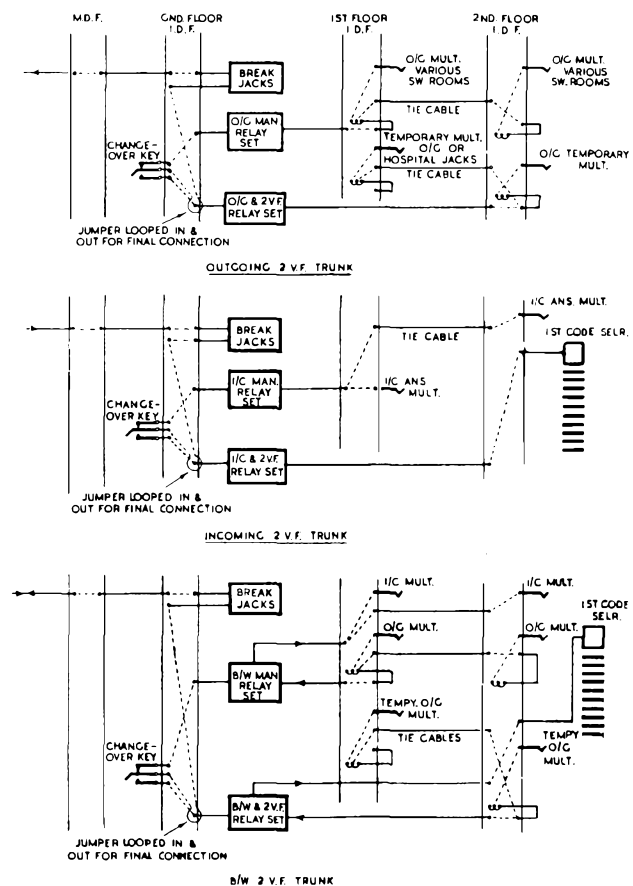 M.D.F.
GND. FLOOR
I.D.F.
1ST FLOOR
I.D.F.
2ND. FLOOR
I.D.F.
BREAK
JACKS
O/G MULT.
VARIOUS
SW. ROOMS
O/G MULT.
VARIOUS
SW. ROOMS
O/G MAN
RELAY
SET
TIE CABLE
CHANGE-
OVER KEY
TEMPORARY MULT.
O/G OR
HOSPITAL JACKS
TIE CABLE
O/G TEMPORARY
MULT.
O/G & 2V.F.
RELAY SET
JUMPER LOOPED IN &
OUT FOR FINAL CONNECTION
OUTGOING 2 V.F. TRUNK
BREAK
JACKS
TIE CABLE
I/C ANS. MULT.
1ST CODE SELR.
I/C MAN.
RELAY
SET
I/C ANS
MULT.
CHANGE-
OVER KEY
I/C & 2V.F.
RELAY SET
JUMPER LOOPED IN &
OUT FOR FINAL CONNECTION
INCOMING 2 V.F. TRUNK
BREAK
JACKS
I/C MULT.
I/C MULT.
1ST CODE
SELR.
O/G MULT.
O/G MULT.
B/W MAN
RELAY
SET
TEMPY. O/G
MULT.
TIE CABLES
TEMPY
O/G
MULT.
CHANGE-
OVER KEY
B/W & 2V.F.
RELAY SET
JUMPER LOOPED IN &
OUT FOR FINAL CONNECTION
B/W 2 V.F. TRUNK